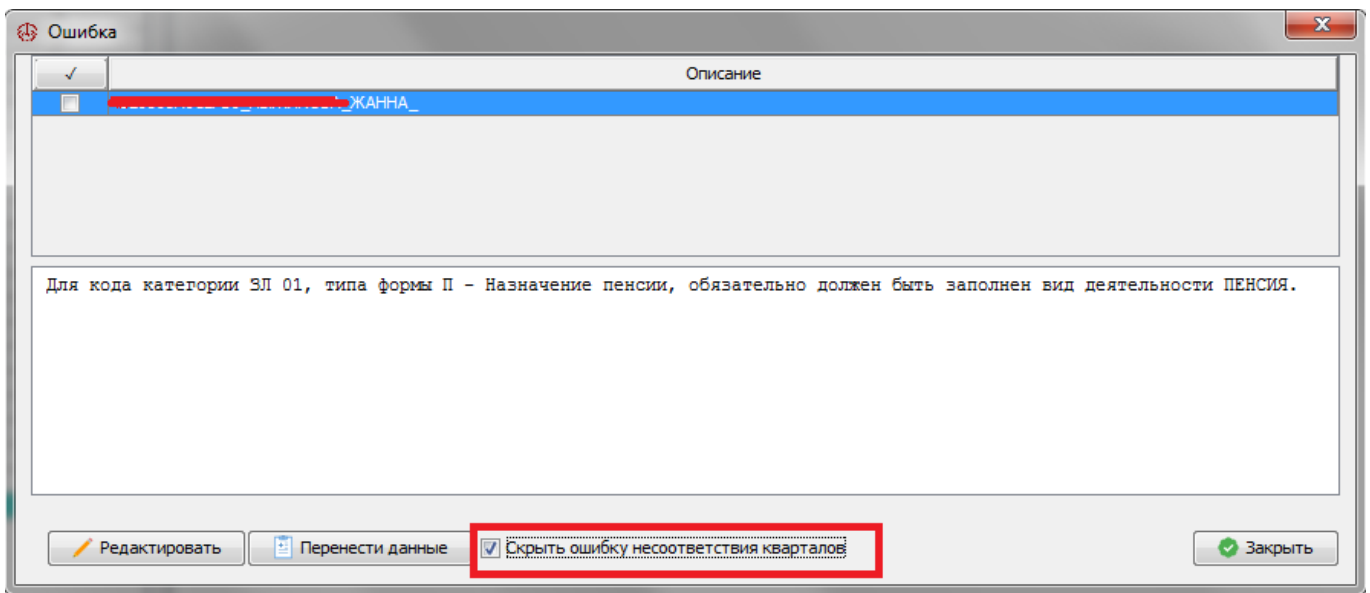 Ошибка
✓ Описание
_ЖАННА_
Для кода категории ЗЛ 01, типа формы П - Назначение пенсии, обязательно должен быть заполнен вид деятельности ПЕНСИЯ.
Редактировать Перенести данные Скрыть ошибку несоответствия кварталов Закрыть